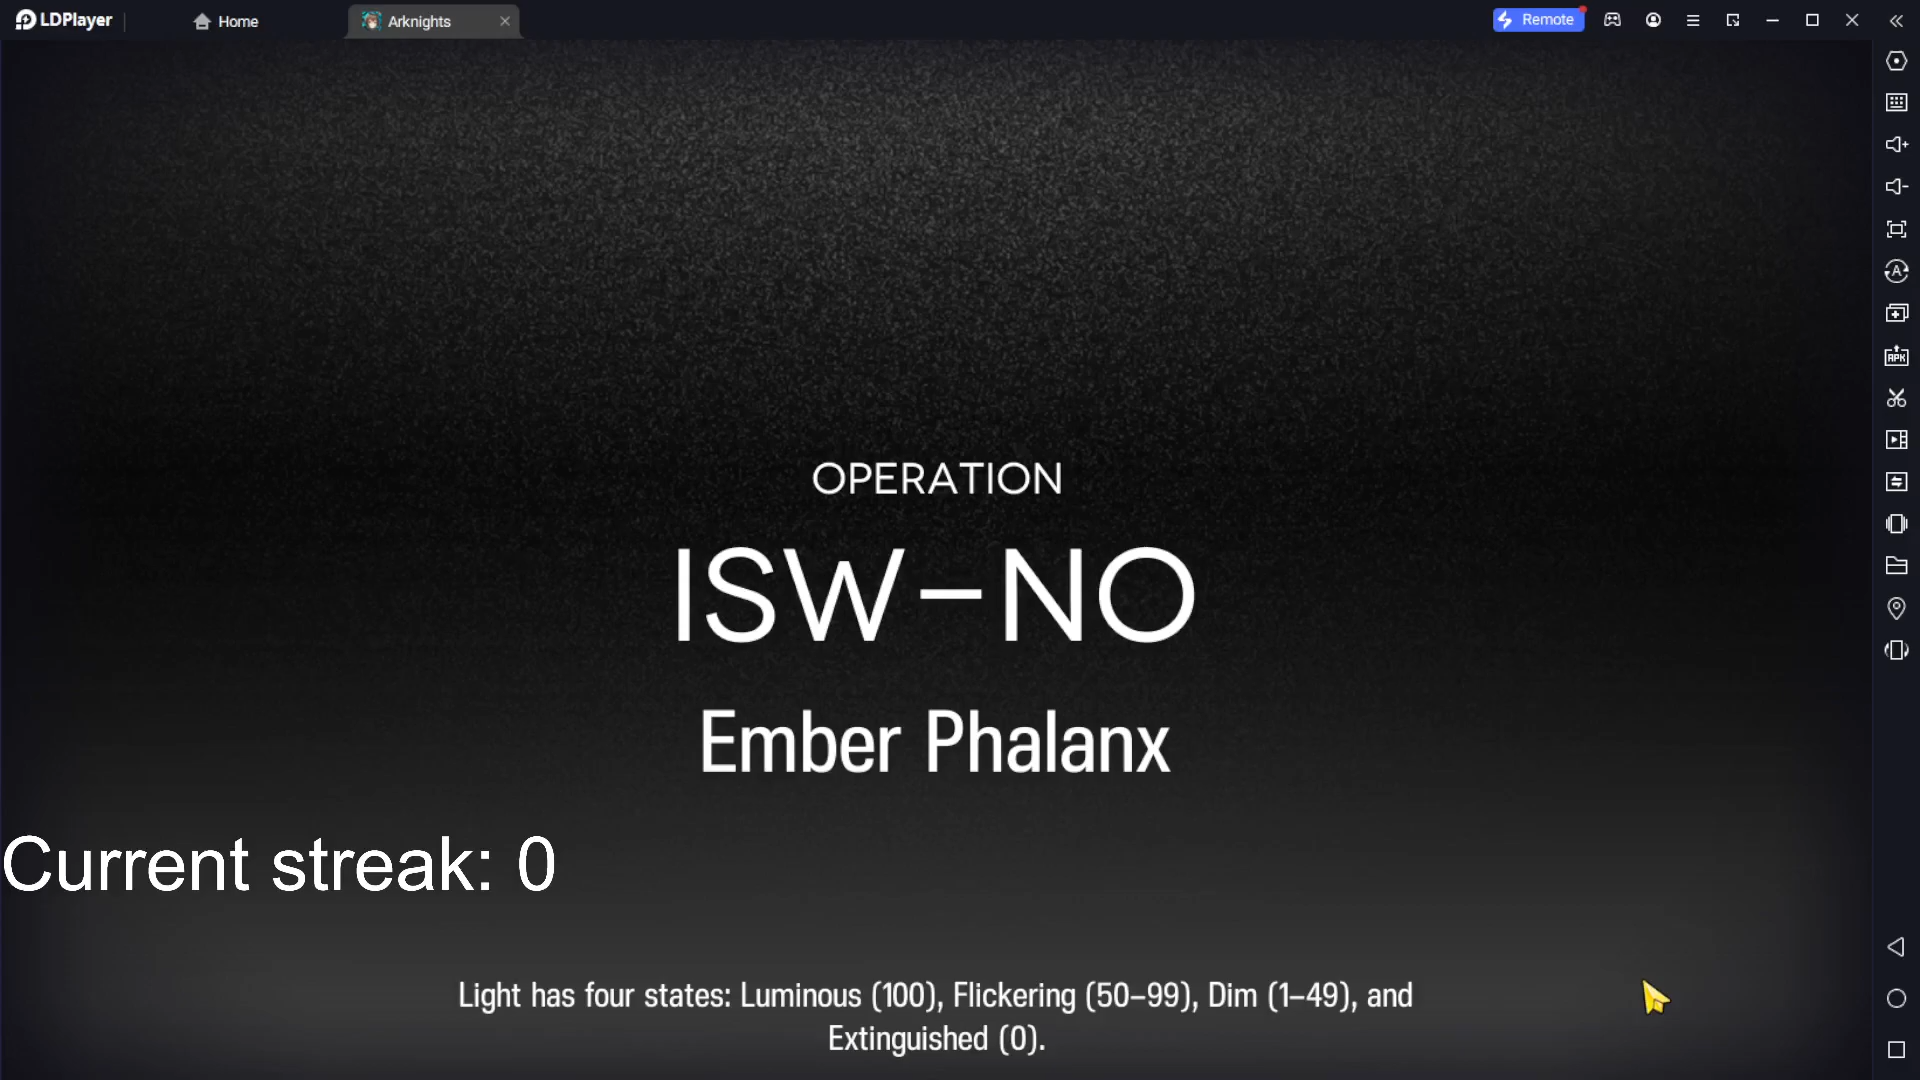 LDPlayer
Home
Arknights
Remote
OPERATION
ISW-NO
Ember Phalanx
Current streak: 0
Light has four states: Luminous (100), Flickering (50–99), Dim (1–49), and
Extinguished (0).
APK
A